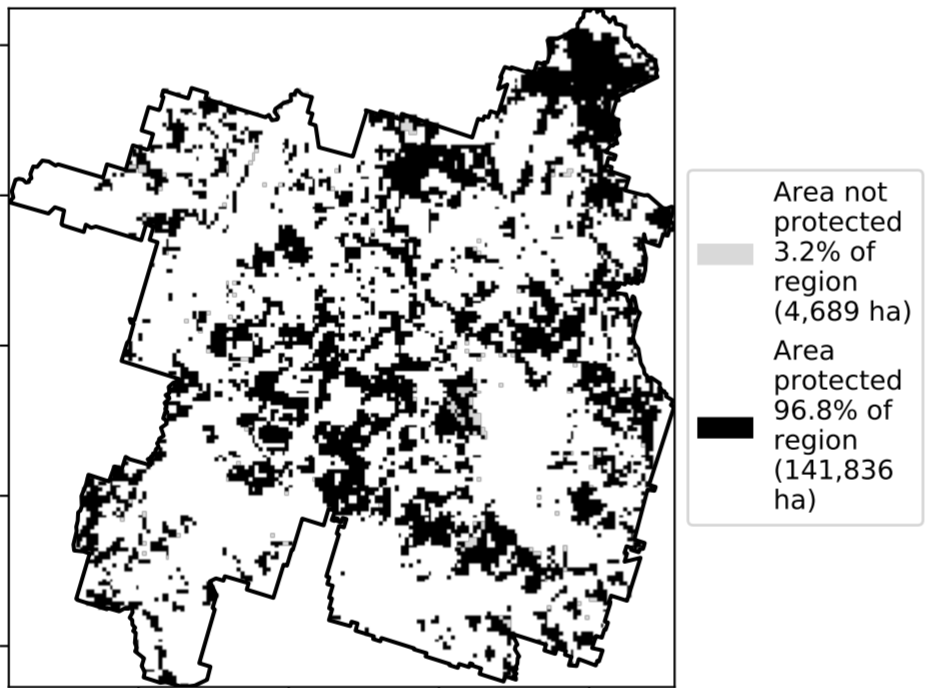 Area not
protected
3.2% of
region
(4,689 ha)
Area
protected
96.8% of
region
(141,836
ha)